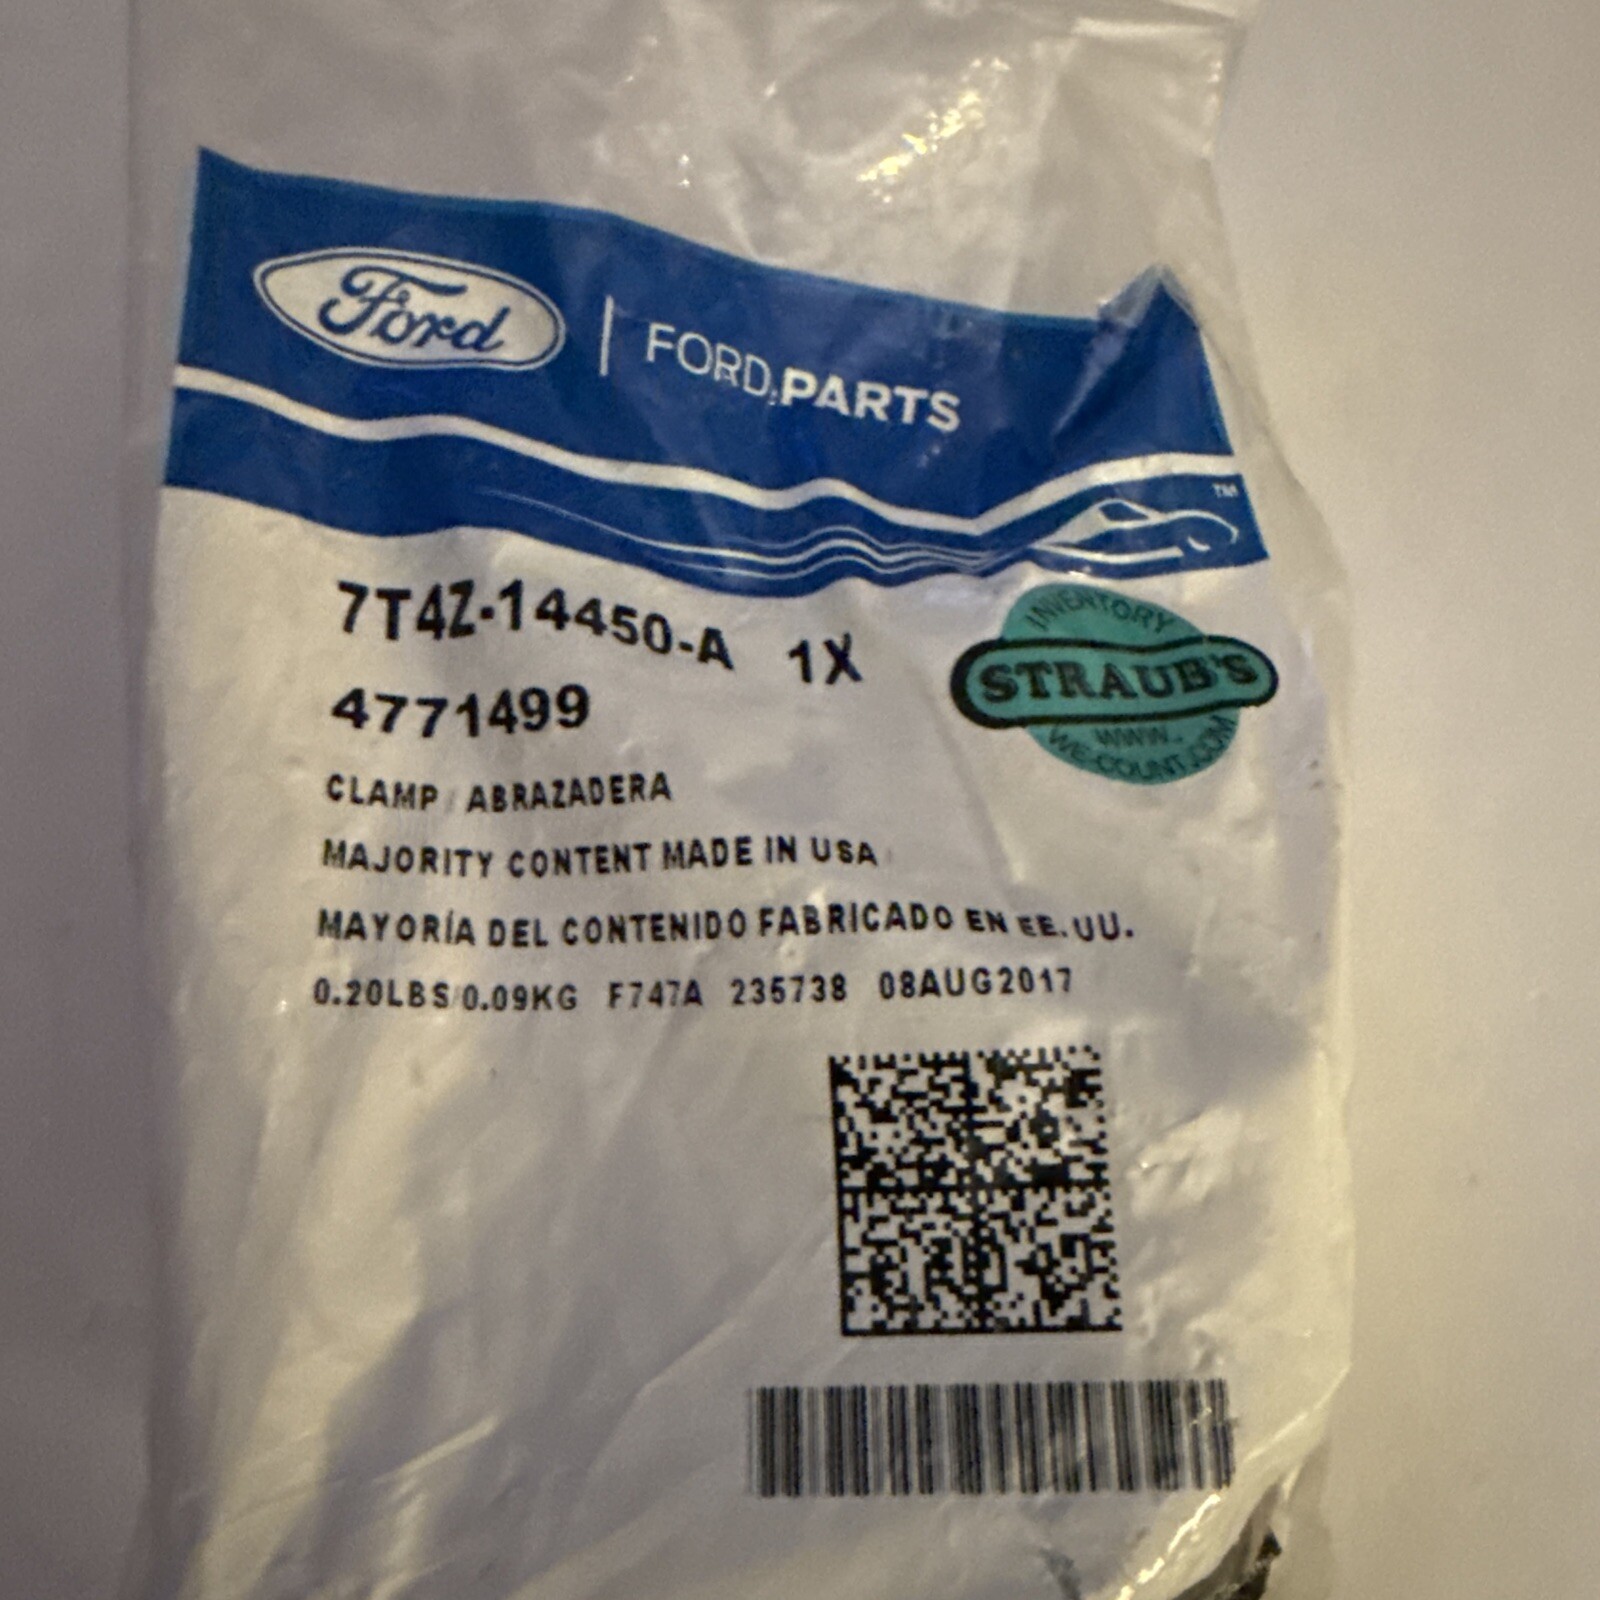 Ford | FORD PARTS
TM
7T4Z-14450-A 1X
4771499
CLAMP / ABRAZADERA
MAJORITY CONTENT MADE IN USA
MAYORÍA DEL CONTENIDO FABRICADO EN EE.UU.
0.20LBS/0.09KG F747A 235738 08AUG2017
INVENTORY
STRAUB'S
WWW.
WE-COUNT.COM